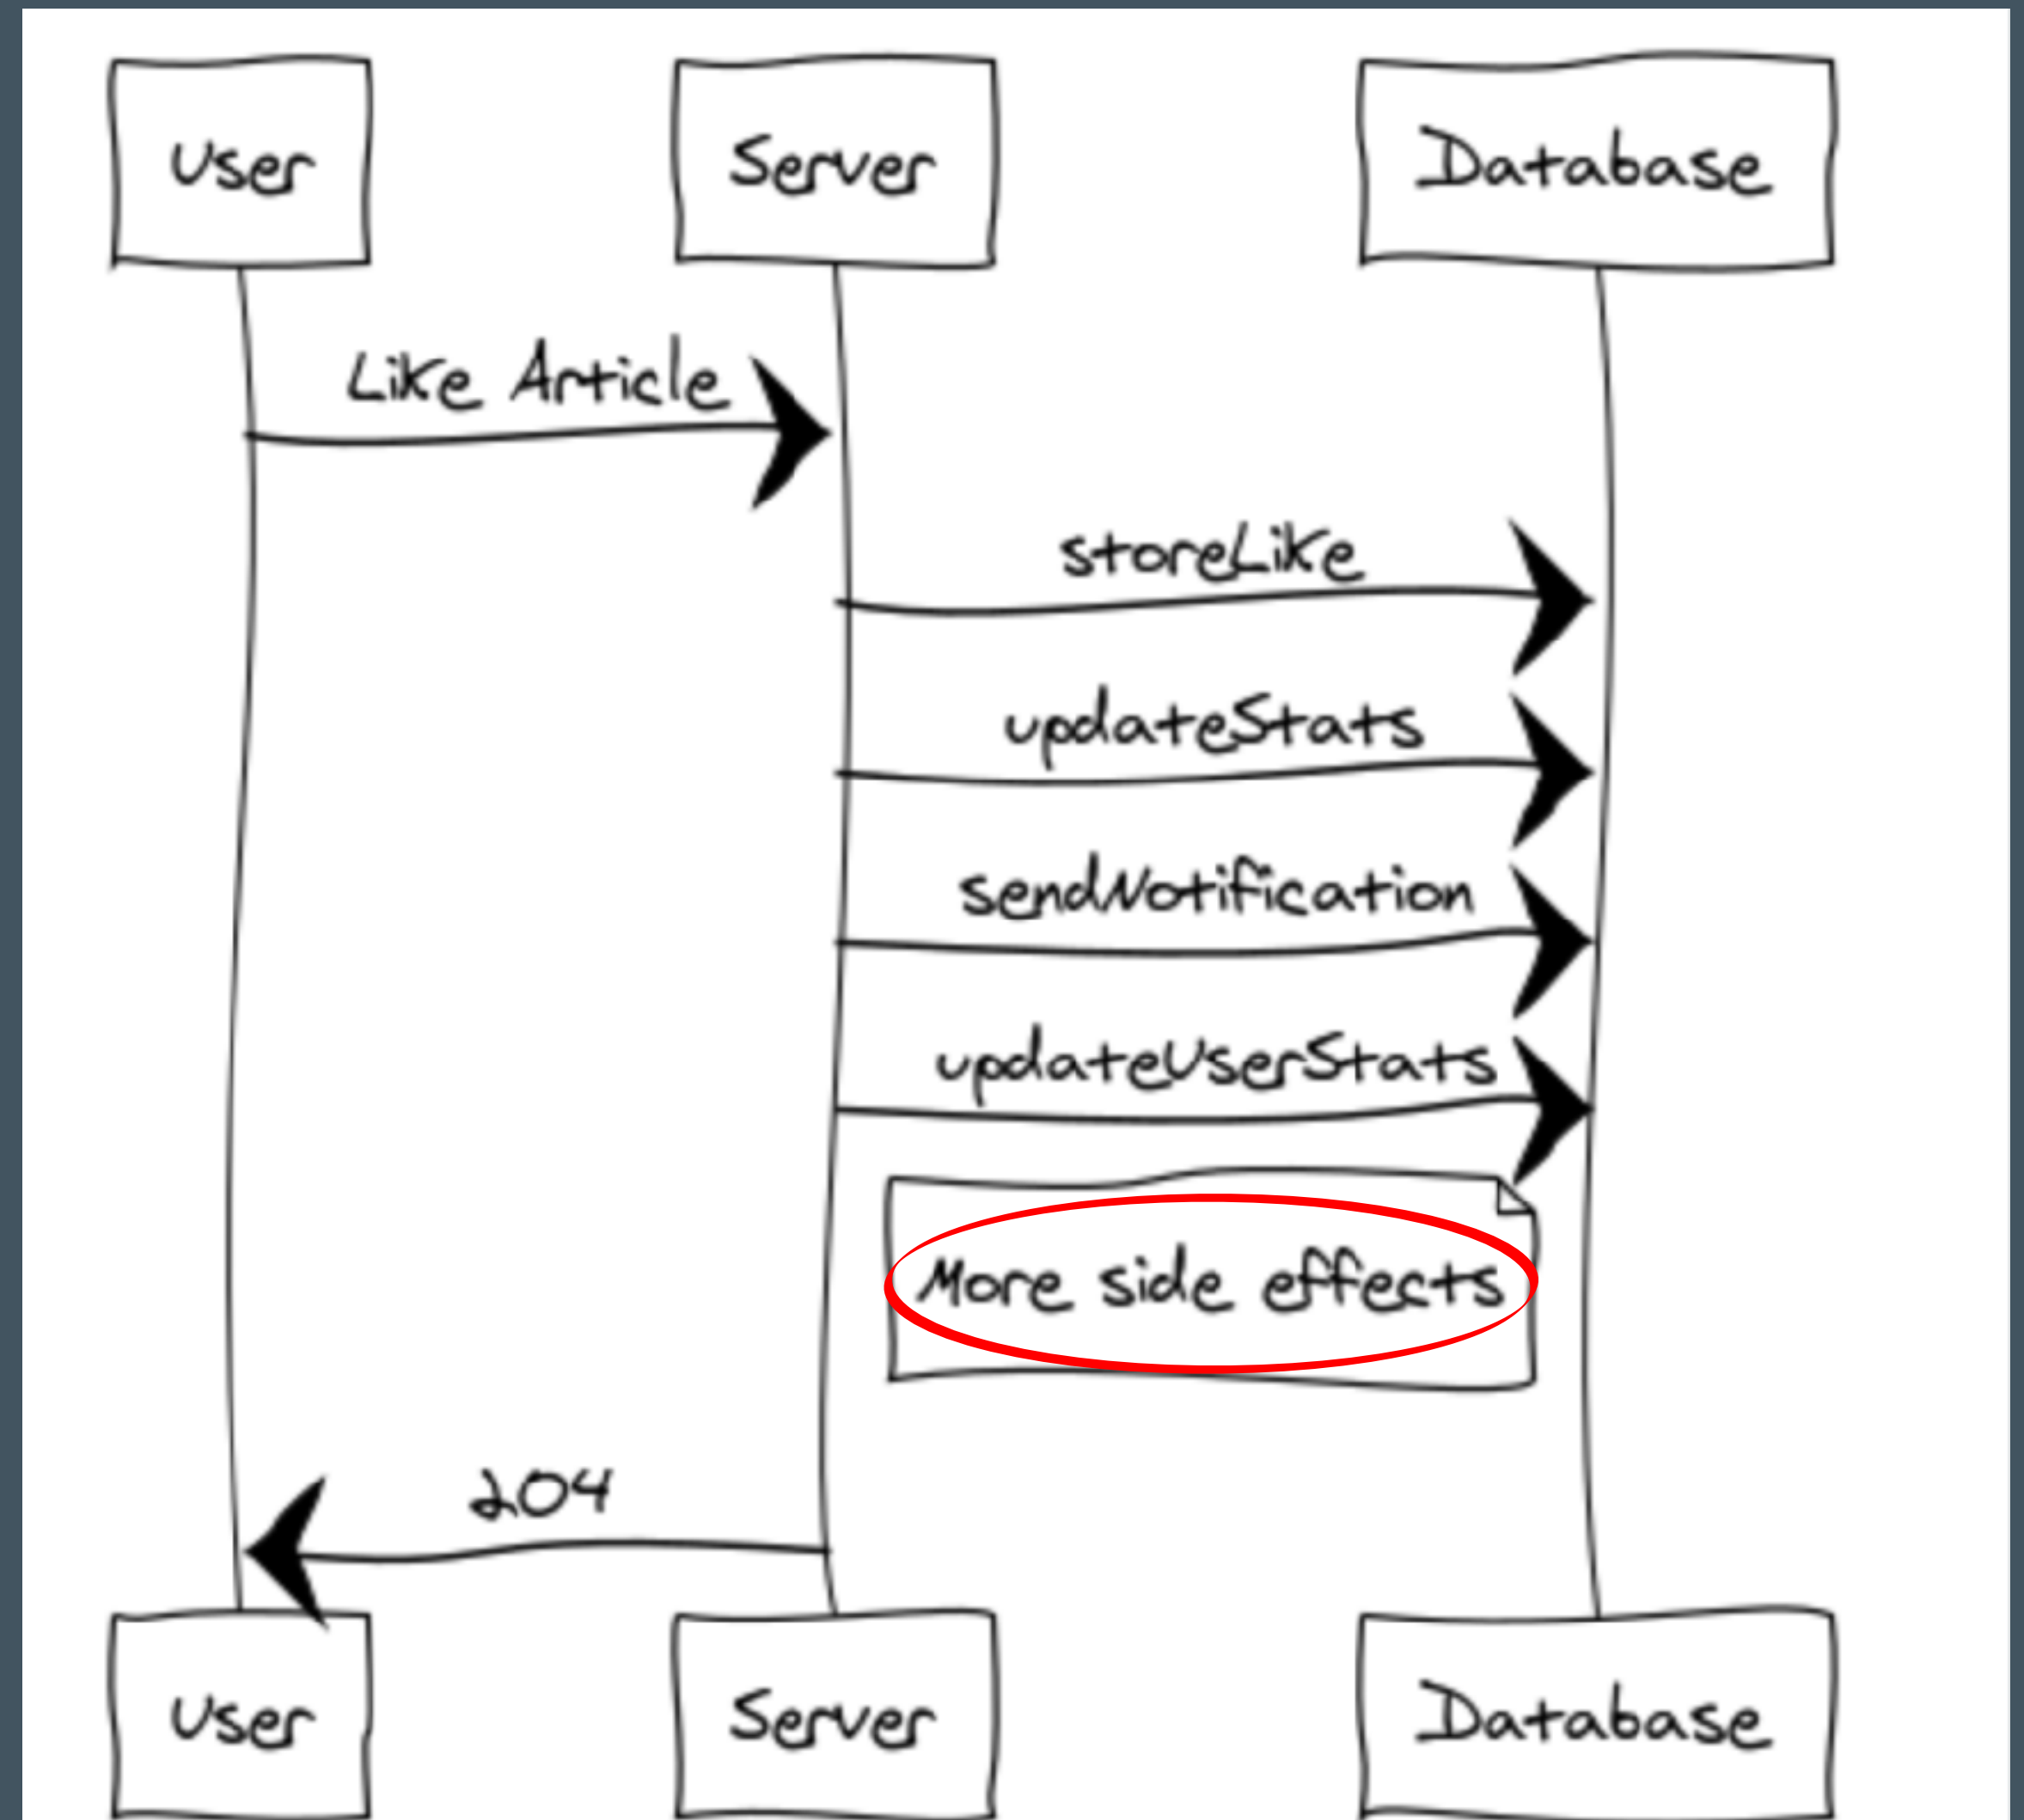 User
Server
Database
Like Article
storeLike
updateStats
sendNotification
updateUserStats
More side effects
204
User
Server
Database